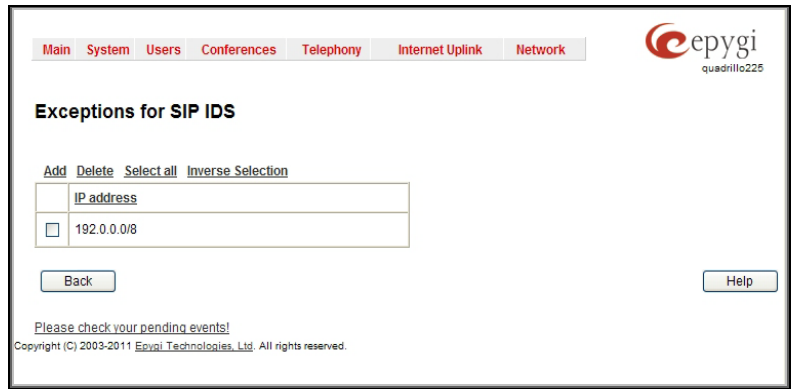 Main System Users Conferences Telephony Internet Uplink Network
epygi
quadrillo225
Exceptions for SIP IDS
Add Delete Select all Inverse Selection
IP address
192.0.0.0/8
Back Help
Please check your pending events!
Copyright (C) 2003-2011 Epygi Technologies, Ltd. All rights reserved.